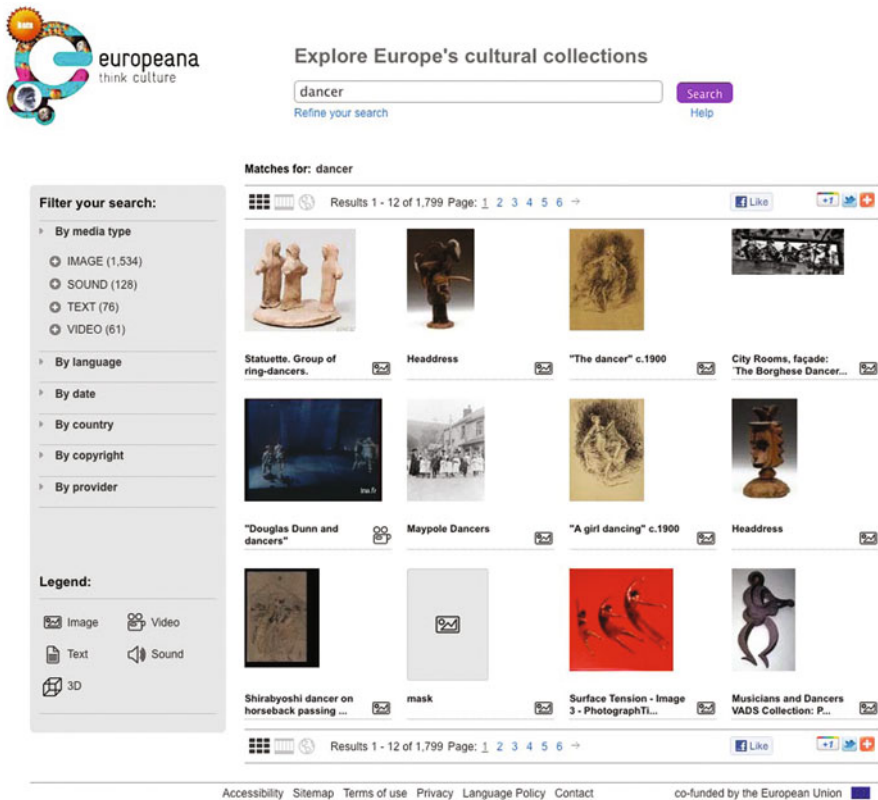 beta
europeana
think culture
Explore Europe's cultural collections
dancer
Search
Refine your search
Help
Matches for: dancer
Filter your search:
By media type
IMAGE (1,534)
SOUND (128)
TEXT (76)
VIDEO (61)
By language
By date
By country
By copyright
By provider
Legend:
Image
Video
Text
Sound
3D
Results 1 - 12 of 1,799 Page: 1 2 3 4 5 6 →
Like
+1
Statuette. Group of
ring-dancers.
Headdress
"The dancer" c.1900
City Rooms, façade:
'The Borghese Dancer...
ina.fr
"Douglas Dunn and
dancers"
Maypole Dancers
"A girl dancing" c.1900
Headdress
Shirabyoshi dancer on
horseback passing ...
mask
Surface Tension - Image
3 - PhotographTi...
Musicians and Dancers
VADS Collection: P...
Results 1 - 12 of 1,799 Page: 1 2 3 4 5 6 →
Like
+1
Accessibility Sitemap Terms of use Privacy Language Policy Contact
co-funded by the European Union